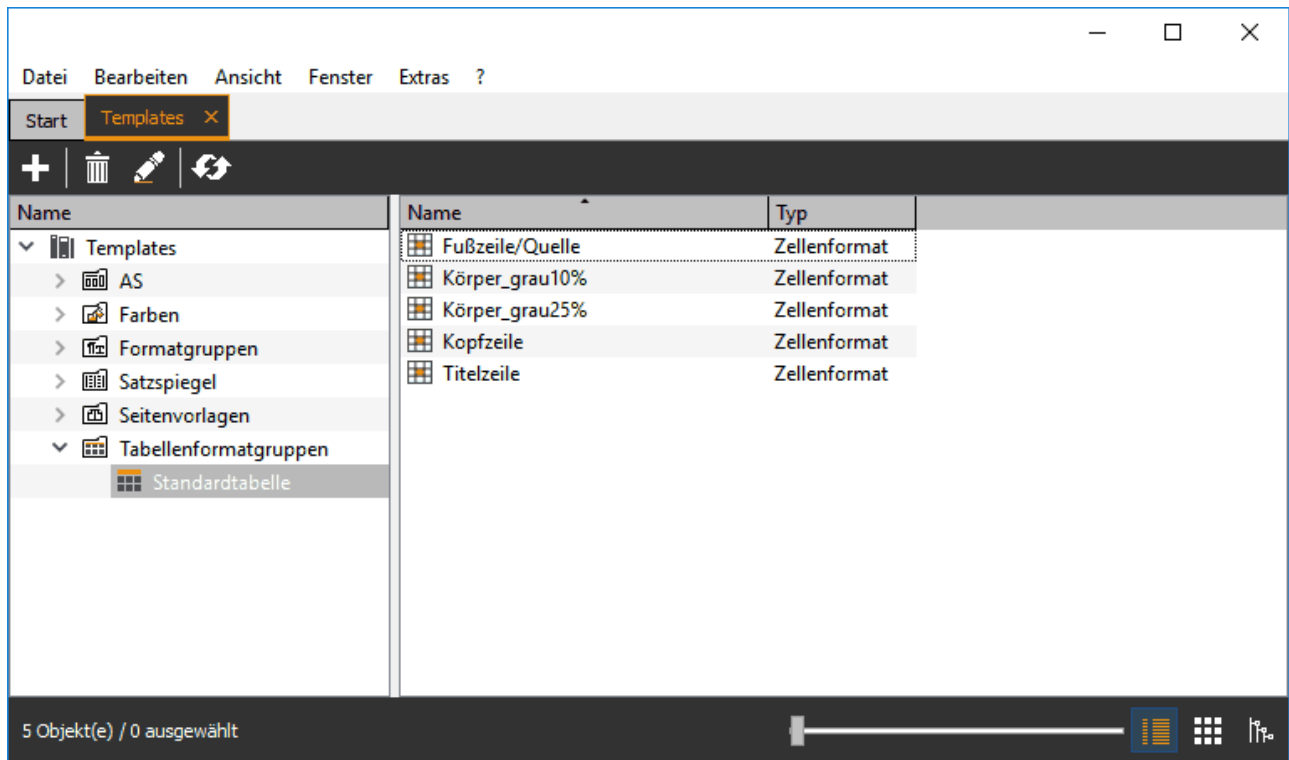 Datei Bearbeiten Ansicht Fenster Extras ?
Start Templates
Name
Templates
AS
Farben
Formatgruppen
Satzspiegel
Seitenvorlagen
Tabellenformatgruppen
Standardtabelle
Name Typ
Fußzeile/Quelle Zellenformat
Körper_grau10% Zellenformat
Körper_grau25% Zellenformat
Kopfzeile Zellenformat
Titelzeile Zellenformat
5 Objekt(e) / 0 ausgewählt